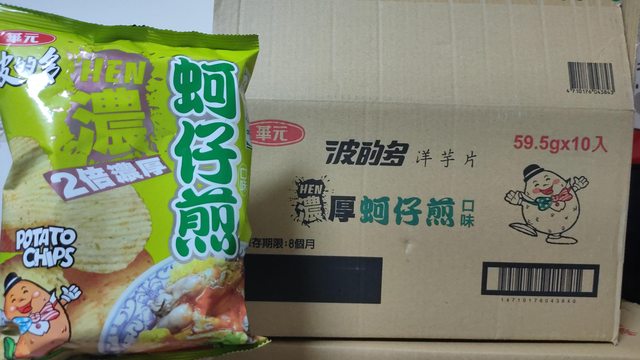 華元
波的多
HEN
濃
2倍濃厚
蚵仔煎
口味
POTATO
CHIPS
4710176043843
華元
波的多 洋芋片
59.5gx10入
HEN
濃厚蚵仔煎口味
存期限:8個月
16710176043840